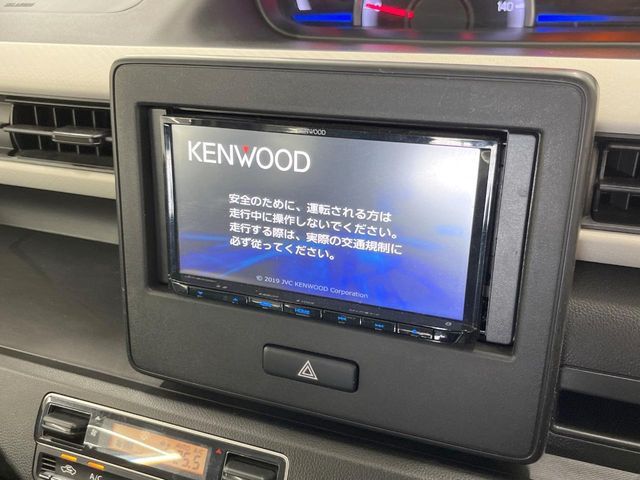 140
KENWOOD
KENWOOD
安全のために、運転される方は
走行中に操作しないでください。
走行する際は、実際の交通規制に
必ず従ってください。
© 2019 JVC KENWOOD Corporation
HOME
A/C